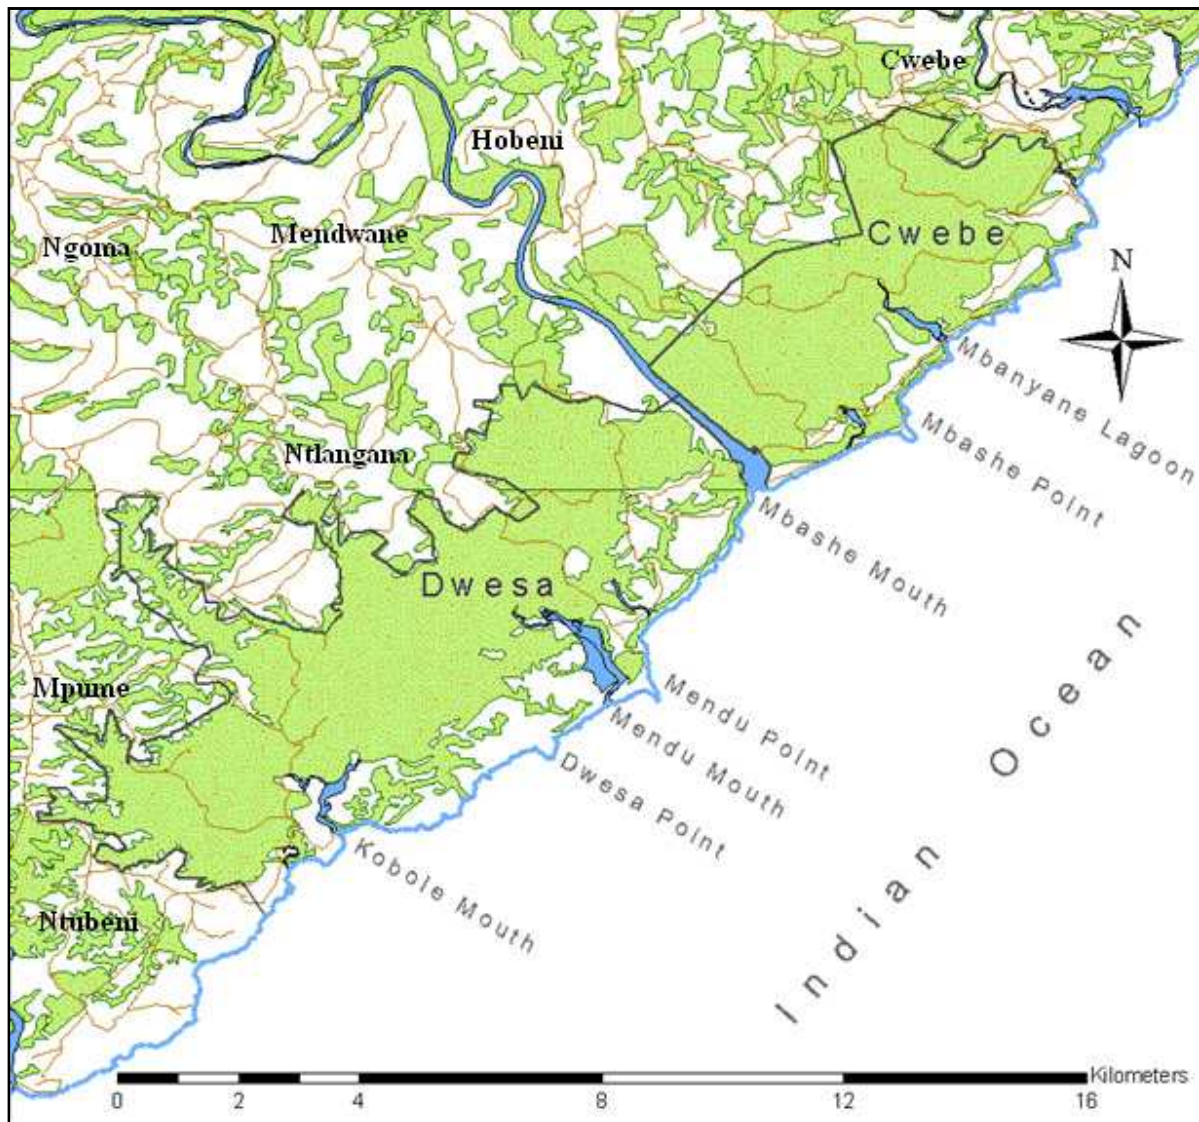 Cwebe
Hobeni
Cwebe
Mendwane
Ngoma
N
Mbanyane Lagoon
Mbashe Point
Ntlangana
Mbashe Mouth
Dwesa
Mpume
Mendu Point
Mendu Mouth
Dwesa Point
Kobole Mouth
Indian Ocean
Ntubeni
Kilometers
0 2 4 8 12 16